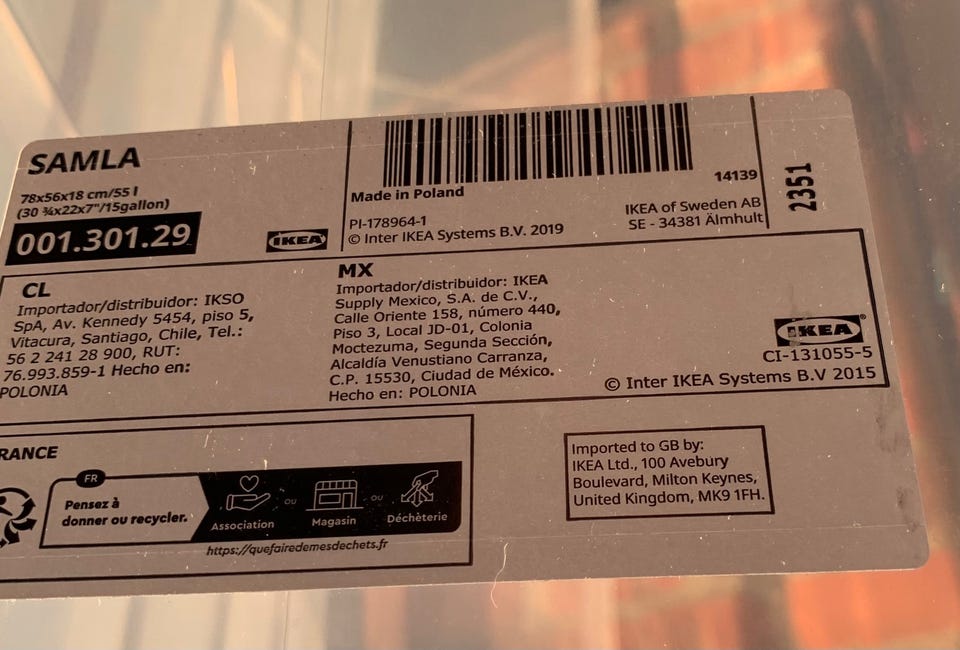 SAMLA
78x56x18 cm/55 l
(30 ¾x22x7"/15gallon)
001.301.29
IKEA
Made in Poland
14139
PI-178964-1
© Inter IKEA Systems B.V. 2019
IKEA of Sweden AB
SE - 34381 Älmhult
2351
CL
Importador/distribuidor: IKSO
SpA, Av. Kennedy 5454, piso 5,
Vitacura, Santiago, Chile, Tel.:
56 2 241 28 900, RUT:
76.993.859-1 Hecho en:
POLONIA
MX
Importador/distribuidor: IKEA
Supply Mexico, S.A. de C.V.,
Calle Oriente 158, número 440,
Piso 3, Local JD-01, Colonia
Moctezuma, Segunda Sección,
Alcaldía Venustiano Carranza,
C.P. 15530, Ciudad de México.
Hecho en: POLONIA
IKEA®
CI-131055-5
© Inter IKEA Systems B.V 2015
RANCE
FR
Pensez à
donner ou recycler.
Association
OU
Magasin
OU
Déchèterie
https://quefairedemesdechets.fr
Imported to GB by:
IKEA Ltd., 100 Avebury
Boulevard, Milton Keynes,
United Kingdom, MK9 1FH.